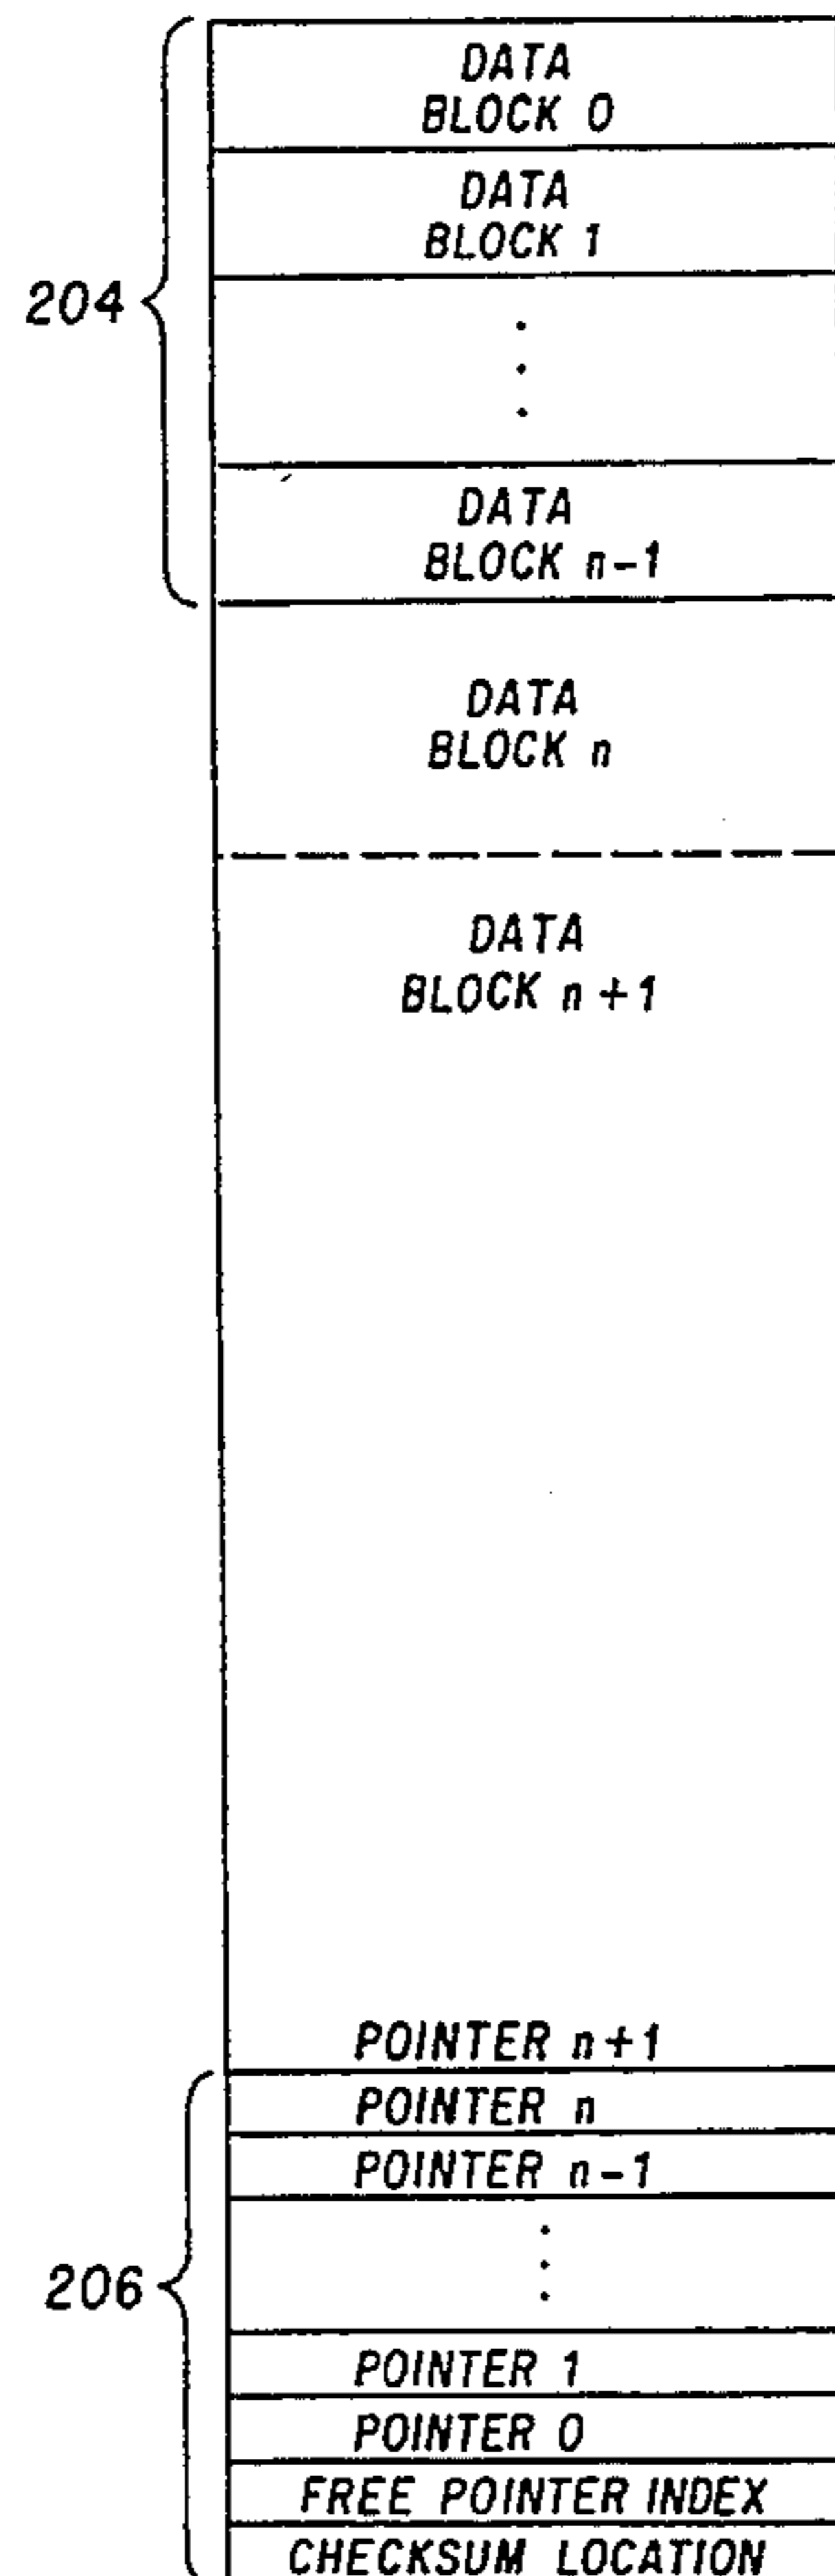 DATA
BLOCK 0
DATA
BLOCK 1
204
DATA
BLOCK n-1
DATA
BLOCK n
DATA
BLOCK n+1
POINTER n+1
POINTER n
POINTER n-1
206
POINTER 1
POINTER 0
FREE POINTER INDEX
CHECKSUM LOCATION